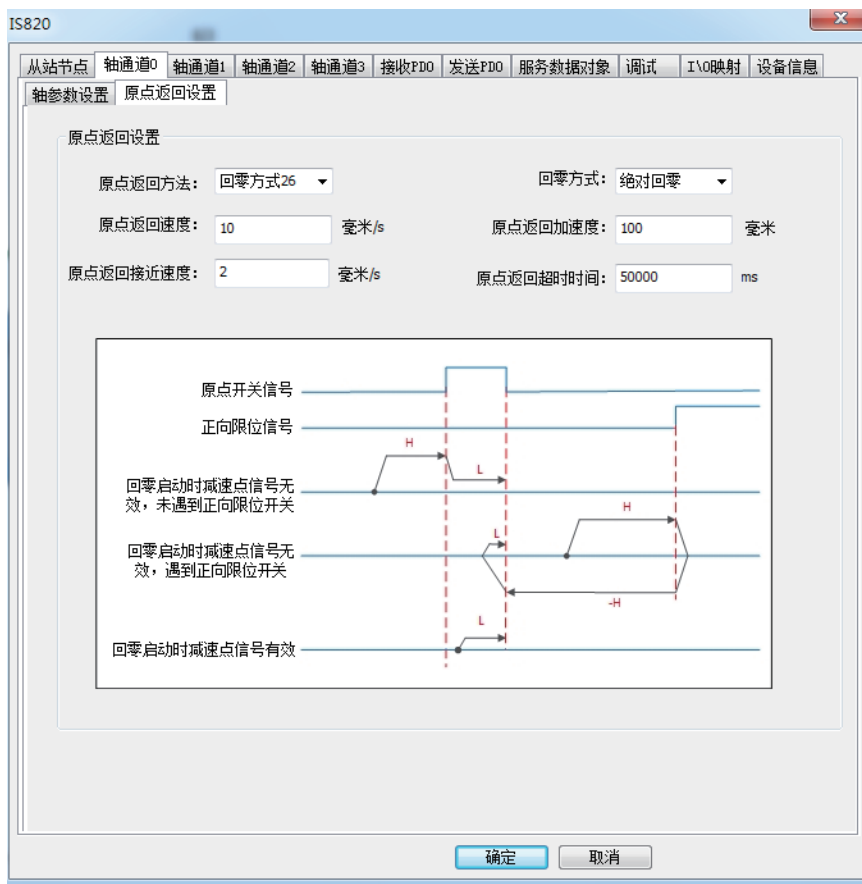 IS820
从站节点 轴通道0 轴通道1 轴通道2 轴通道3 接收PDO 发送PDO 服务数据对象 调试 I\O映射 设备信息
轴参数设置 原点返回设置
原点返回设置
原点返回方法： 回零方式26 回零方式： 绝对回零
原点返回速度： 10 毫米/s 原点返回加速度： 100 毫米
原点返回接近速度： 2 毫米/s 原点返回超时时间： 50000 ms
原点开关信号
正向限位信号
H
L
回零启动时减速点信号无
效，未遇到正向限位开关
H
L
回零启动时减速点信号无
效，遇到正向限位开关
-H
L
回零启动时减速点信号有效
确定 取消